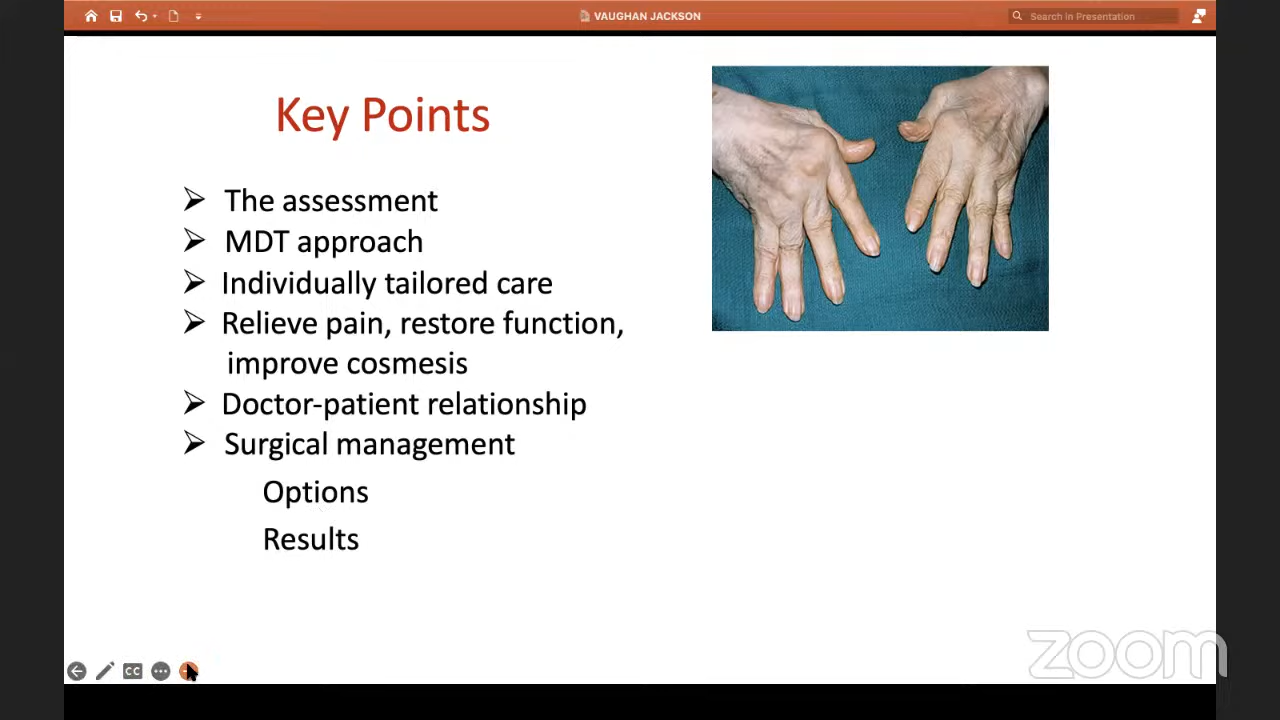 VAUGHAN JACKSON
Search in Presentation
Key Points
The assessment
MDT approach
Individually tailored care
Relieve pain, restore function,
improve cosmesis
Doctor-patient relationship
Surgical management
Options
Results
CC
zoom